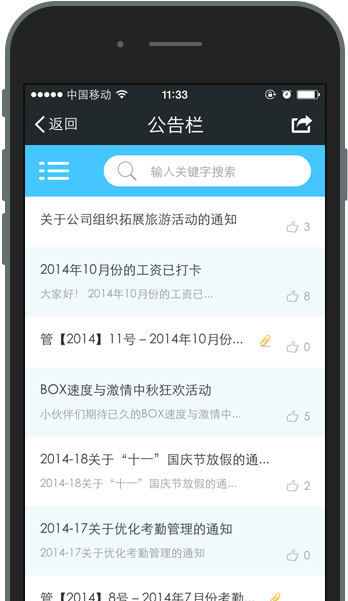 中国移动 11:33
返回 公告栏
输入关键字搜索
关于公司组织拓展旅游活动的通知
3
2014年10月份的工资已打卡
大家好！ 2014年10月份的工资已...
8
管【2014】11号 – 2014年10月份...
0
BOX速度与激情中秋狂欢活动
小伙伴们期待已久的BOX速度与激情中...
5
2014-18关于“十一”国庆节放假的通...
2014-18关于“十一”国庆节放假的通...
2
2014-17关于优化考勤管理的通知
2014-17关于优化考勤管理的通知
0
管【2014】8号 – 2014年7月份考勤...